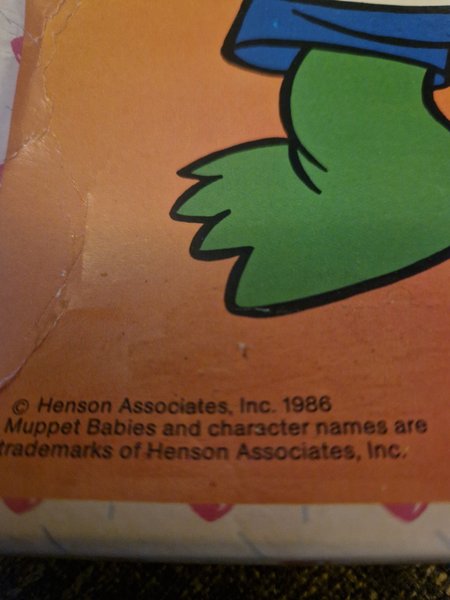 © Henson Associates, Inc. 1986
Muppet Babies and character names are
trademarks of Henson Associates, Inc.